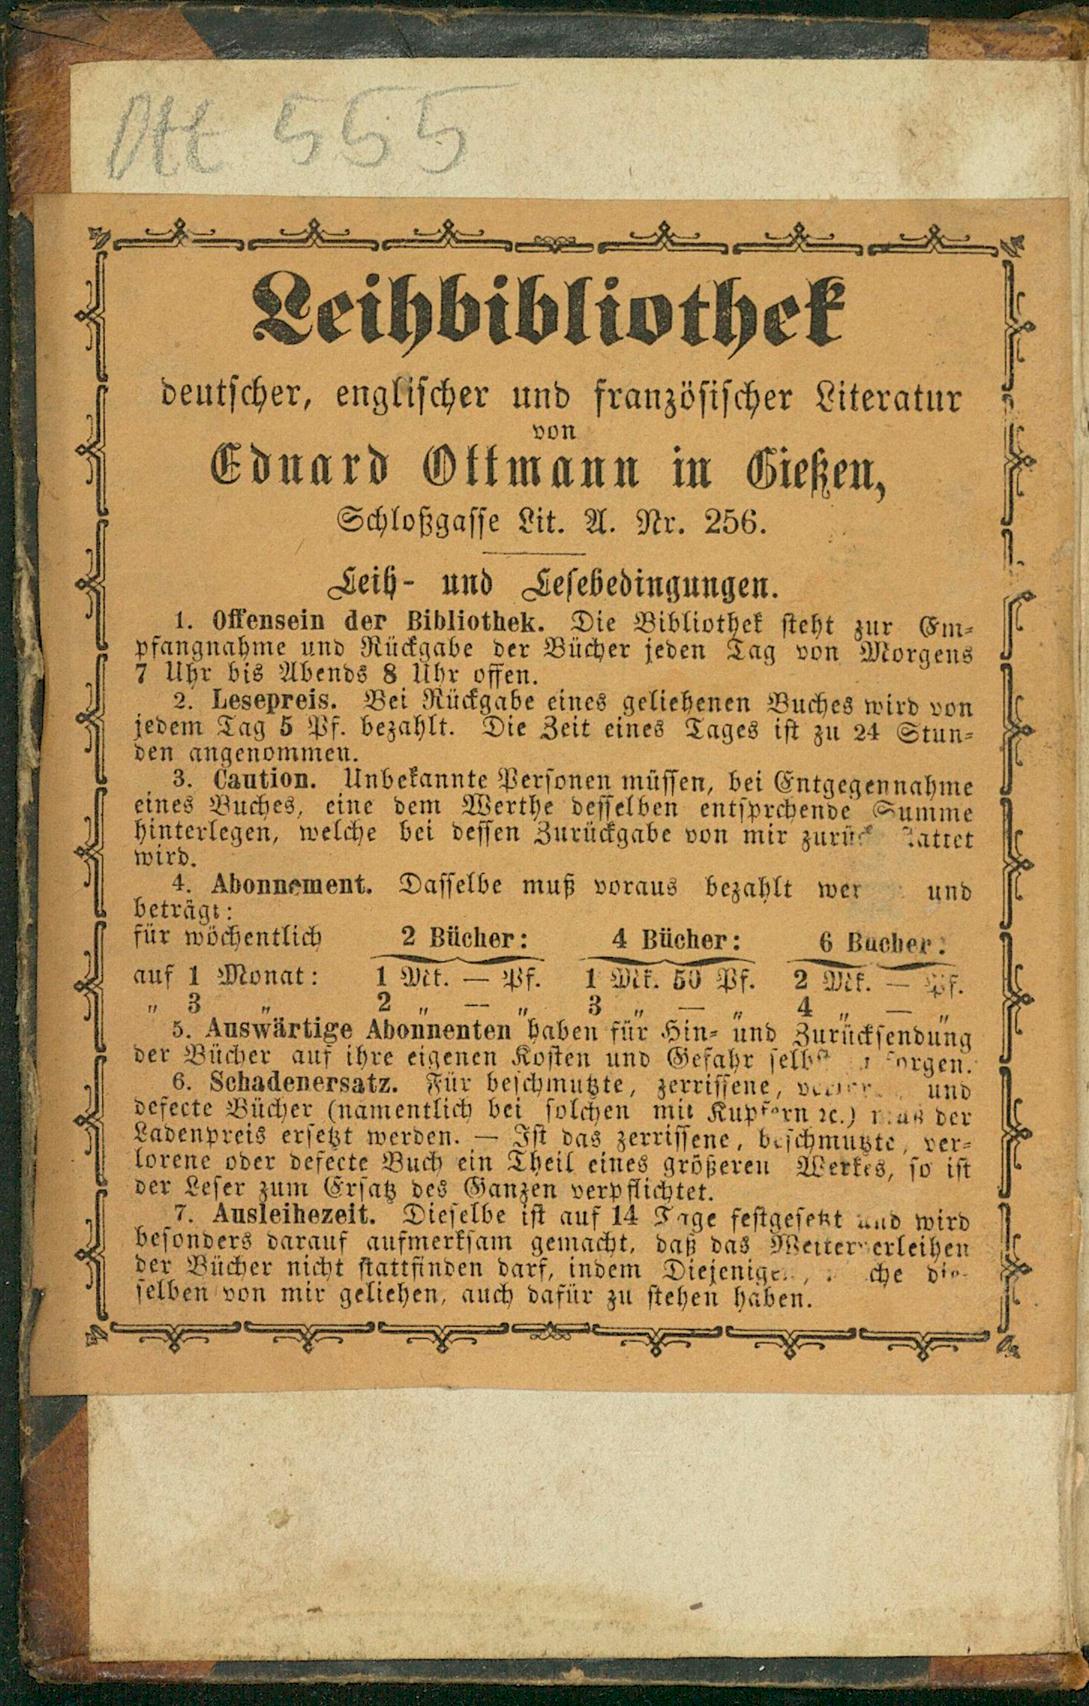 Ott 555
Leihbibliothek
deutscher, englischer und französischer Literatur
von
Eduard Ottmann in Gießen,
Schloßgasse Lit. A. Nr. 256.
Leih- und Lesebedingungen.
1. Offensein der Bibliothek. Die Bibliothek steht zur Em-
pfangnahme und Rückgabe der Bücher jeden Tag von Morgens
7 Uhr bis Abends 8 Uhr offen.
2. Lesepreis. Bei Rückgabe eines geliehenen Buches wird von
jedem Tag 5 Pf. bezahlt. Die Zeit eines Tages ist zu 24 Stun-
den angenommen.
3. Caution. Unbekannte Personen müssen, bei Entgegennahme
eines Buches, eine dem Werthe desselben entsprchende Summe
hinterlegen, welche bei dessen Zurückgabe von mir
wird.
4. Abonnement. Dasselbe muß voraus bezahlt und
beträgt:
für wöchentlich 2 Bücher: 4 Bücher: 6 Bücher:
auf 1 Monat: 1 Mk. — Pf. 1 Mk. 50 Pf. 2 Mk. — Pf.
„ 3 „ 2 „ — „ 3 „ — „ 4 „ — „
5. Auswärtige Abonnenten haben für Hin- und Zurücksendung
der Bücher auf ihre eigenen Kosten und Gefahr selbst
6. Schadenersatz. Für beschmutzte, zerrissene, und
defecte Bücher (namentlich bei solchen mit Kupfern ꝛc.) muß der
Ladenpreis ersetzt werden. — Ist das zerrissene, beschmutzte, ver-
lorene oder defecte Buch ein Theil eines größeren Werkes, so ist
der Leser zum Ersatz des Ganzen verpflichtet.
7. Ausleihezeit. Dieselbe ist auf 14 Tage festgesetzt und wird
besonders darauf aufmerksam gemacht, daß das Weiterverleihen
der Bücher nicht stattfinden darf, indem Diejenigen, die-
selben von mir geliehen, auch dafür zu stehen haben.